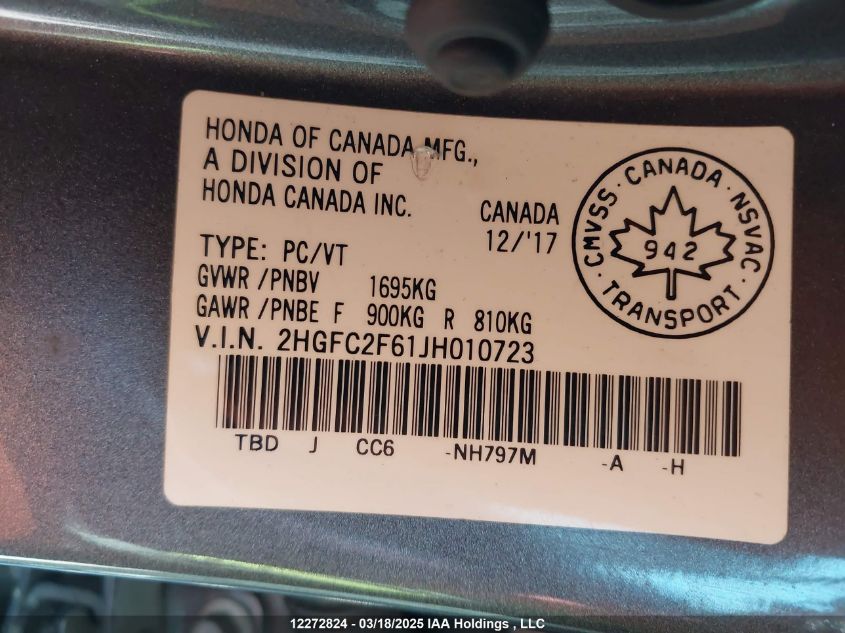 HONDA OF CANADA MFG.,
A DIVISION OF
HONDA CANADA INC.
CANADA
12/'17
TYPE: PC/VT
GVWR /PNBV 1695KG
GAWR /PNBE F 900KG R 810KG
V.I.N. 2HGFC2F61JH010723
TBD J CC6 -NH797M -A -H
CMVSS · CANADA · NSVAC
942
· TRANSPORT ·
12272824 - 03/18/2025 IAA Holdings , LLC